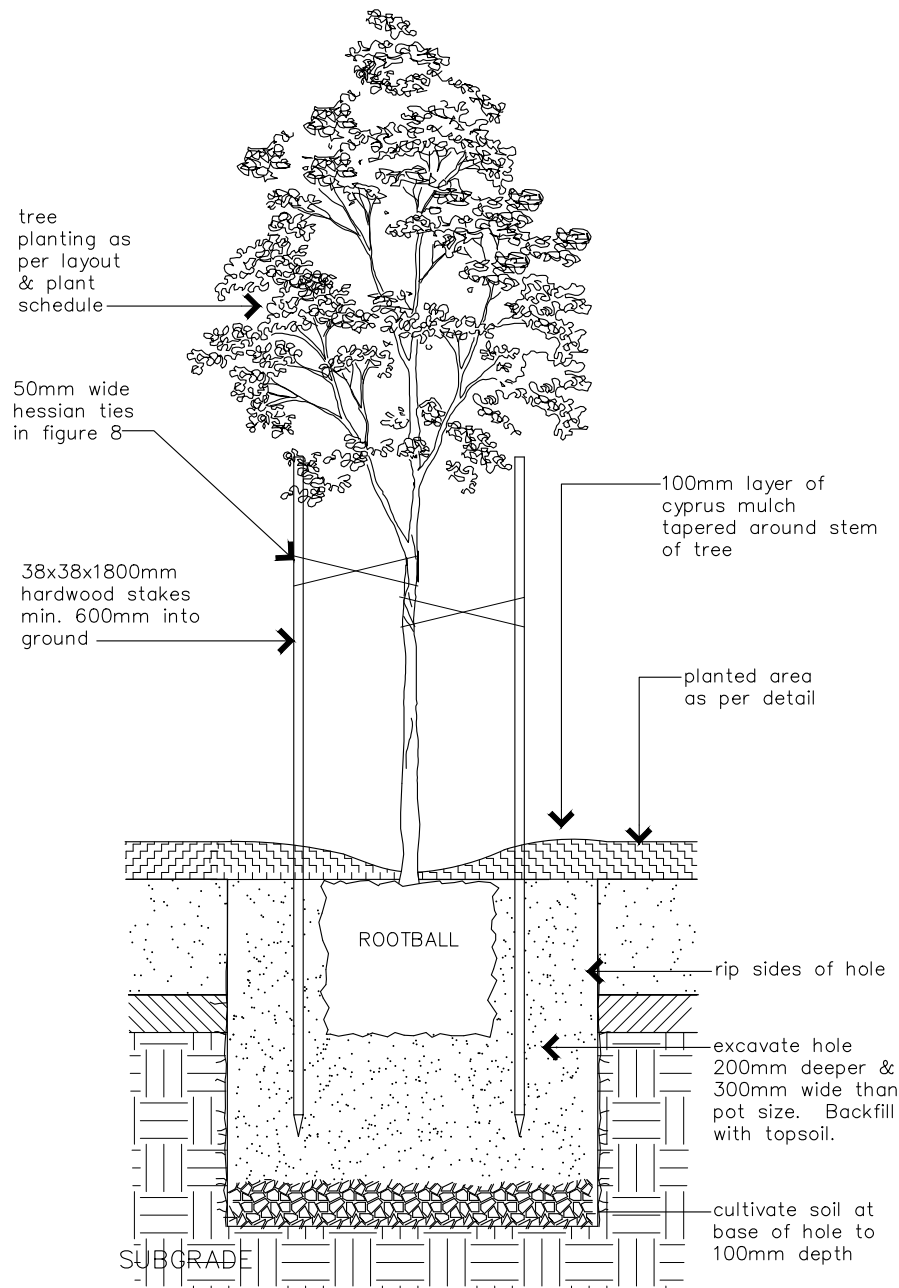 tree
planting as
per layout
& plant
schedule
50mm wide
hessian ties
in figure 8
38x38x1800mm
hardwood stakes
min. 600mm into
ground
100mm layer of
cyprus mulch
tapered around stem
of tree
planted area
as per detail
ROOTBALL
rip sides of hole
excavate hole
200mm deeper &
300mm wide than
pot size. Backfill
with topsoil.
cultivate soil at
base of hole to
100mm depth
SUBGRADE